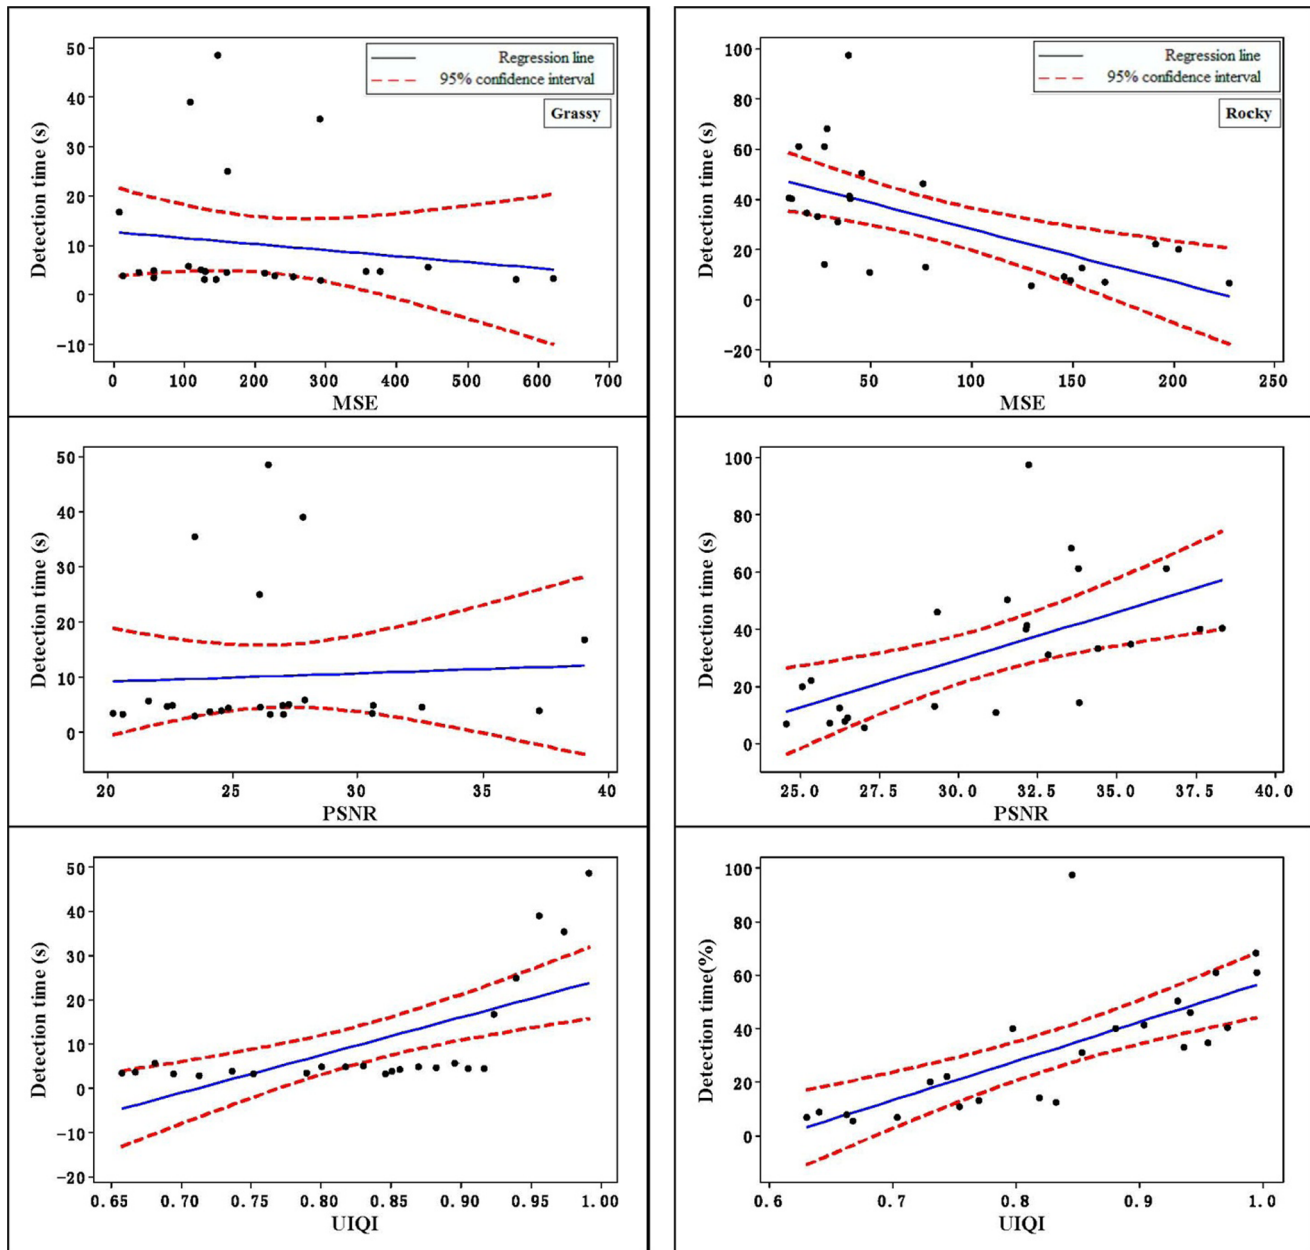 50
40
30
20
10
0
-10
Detection time (s)
Regression line
95% confidence interval
Grassy
0 100 200 300 400 500 600 700
MSE
100
80
60
40
20
0
-20
Detection time (s)
Regression line
95% confidence interval
Rocky
0 50 100 150 200 250
MSE
50
40
30
20
10
0
Detection time (s)
20 25 30 35 40
PSNR
100
80
60
40
20
0
Detection time (s)
25.0 27.5 30.0 32.5 35.0 37.5 40.0
PSNR
50
40
30
20
10
0
-10
-20
Detection time (s)
0.65 0.70 0.75 0.80 0.85 0.90 0.95 1.00
UIQI
100
80
60
40
20
0
Detection time(%)
0.6 0.7 0.8 0.9 1.0
UIQI